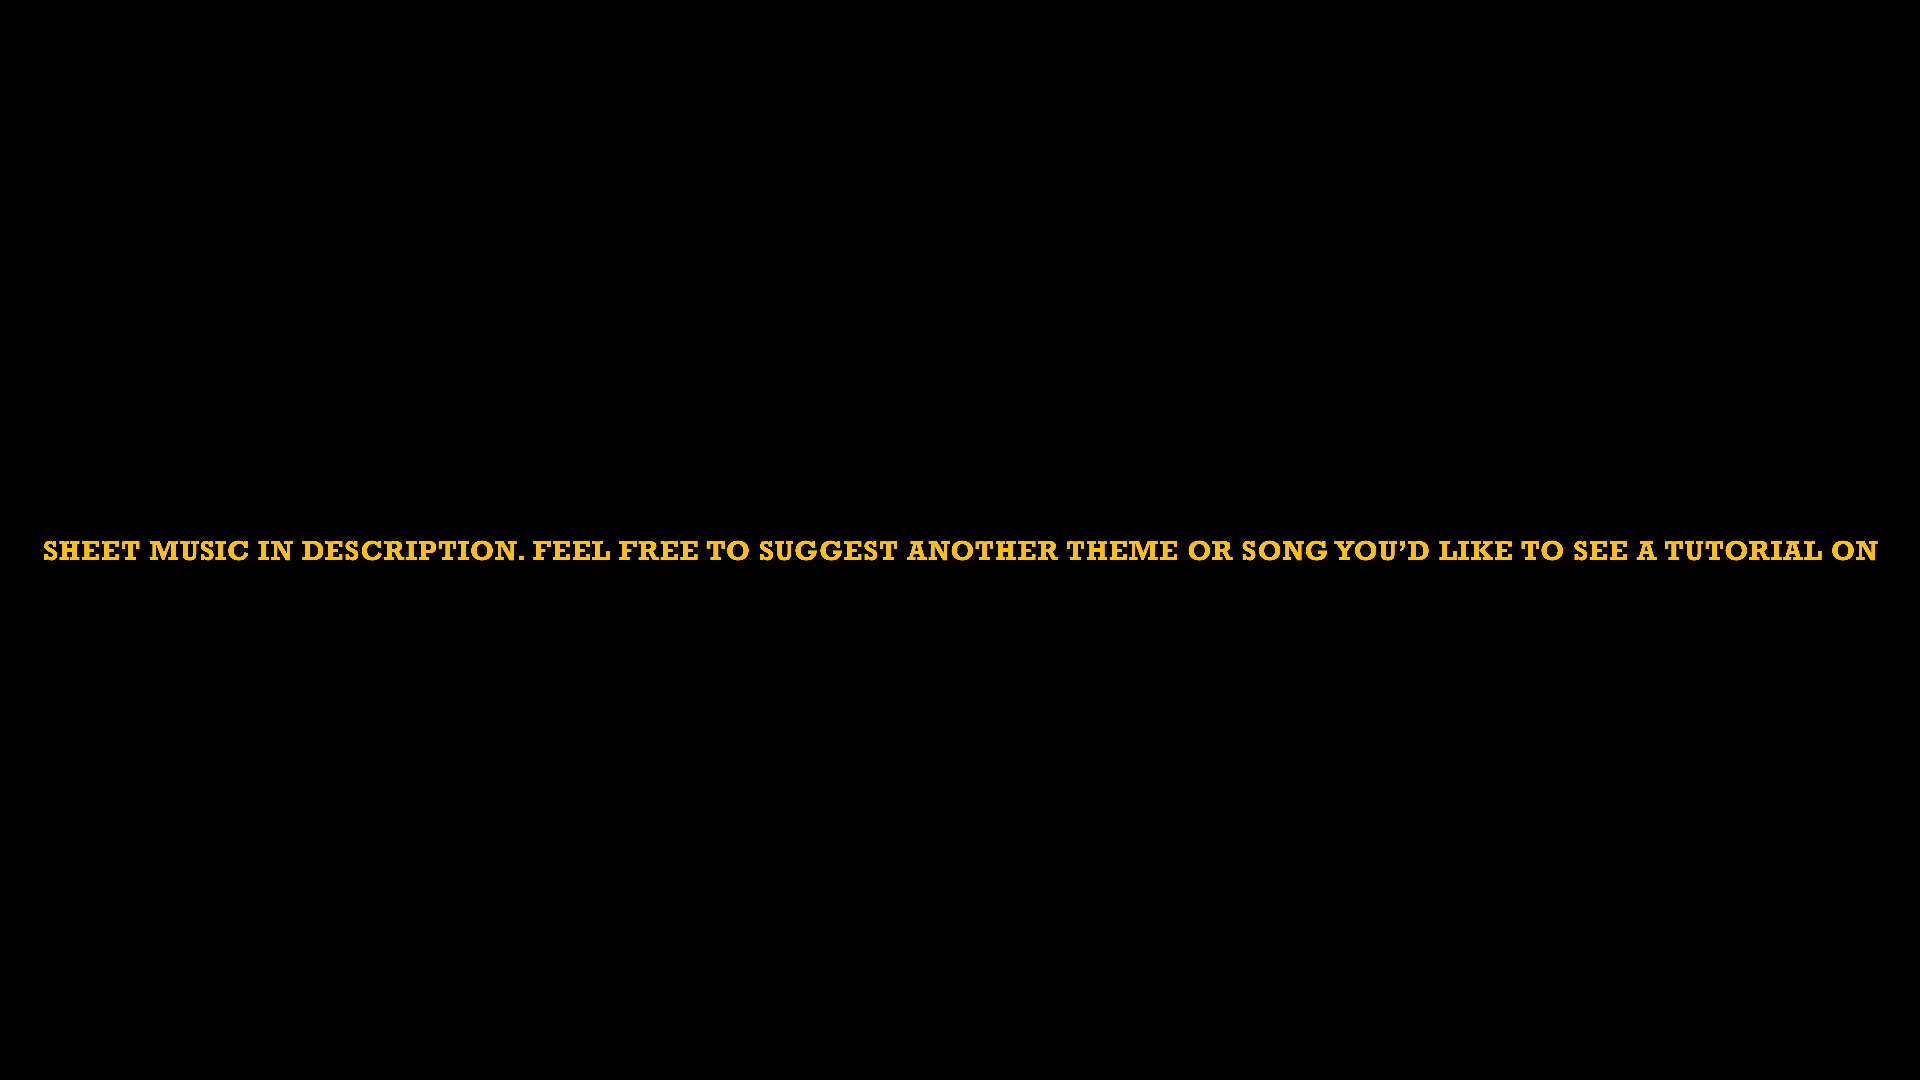 SHEET MUSIC IN DESCRIPTION. FEEL FREE TO SUGGEST ANOTHER THEME OR SONG YOU’D LIKE TO SEE A TUTORIAL ON